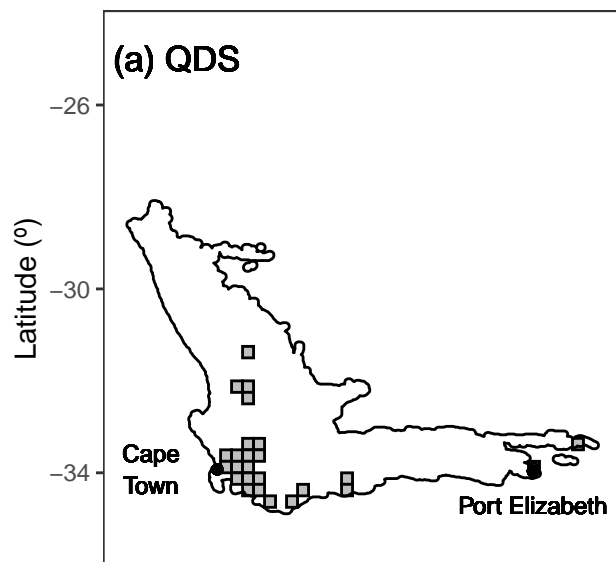 (a) QDS
−26
Latitude (º)
−30
Cape
Town
−34
Port Elizabeth